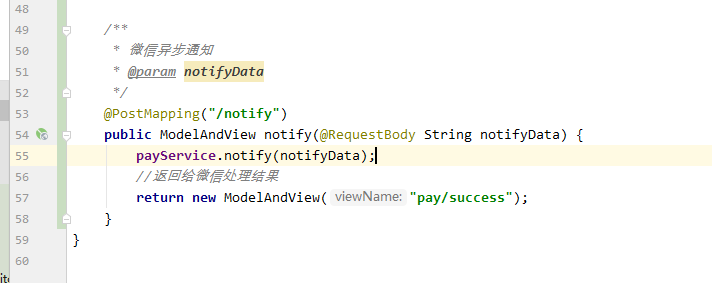 48
49 /**
50 * 微信异步通知
51 * @param notifyData
52 */
53 @PostMapping("/notify")
54 public ModelAndView notify(@RequestBody String notifyData) {
55 payService.notify(notifyData);
56 //返回给微信处理结果
57 return new ModelAndView( viewName: "pay/success");
58 }
59 }
60
ite